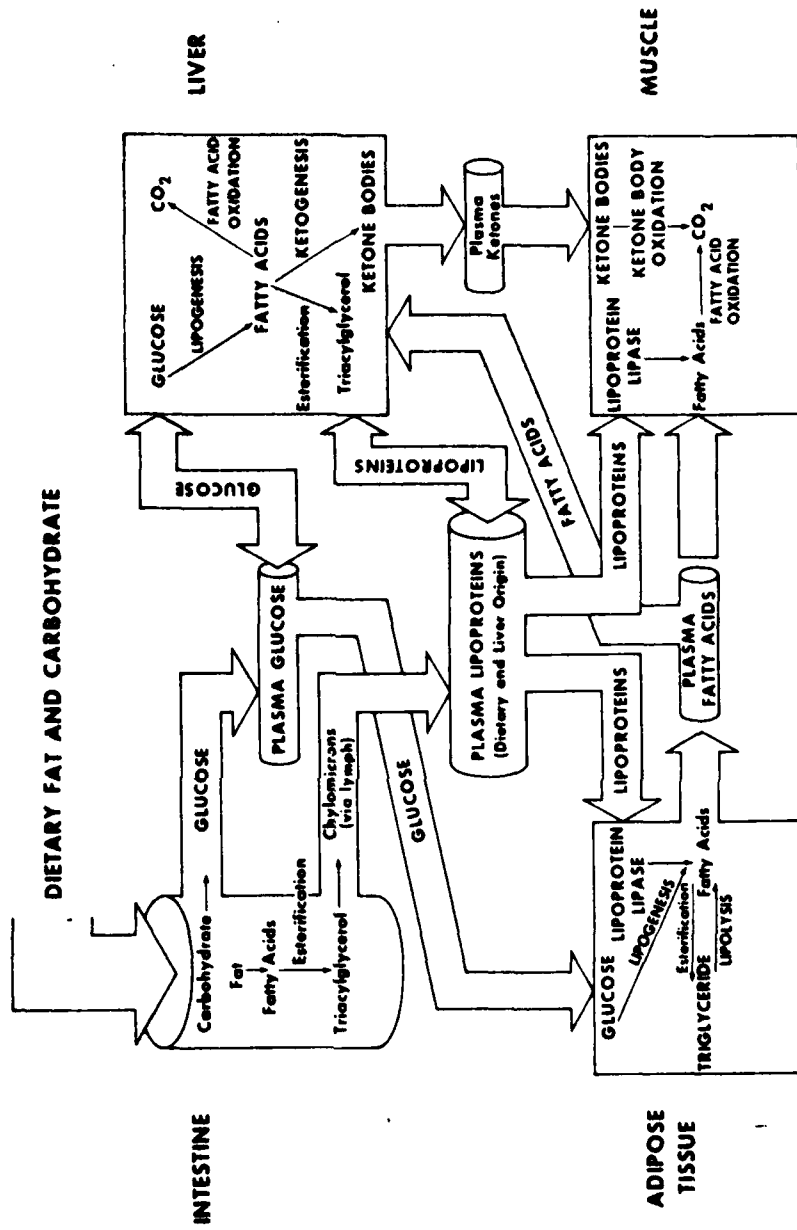 DIETARY FAT AND CARBOHYDRATE
INTESTINE
Carbohydrate
Fat
Fatty Acids
Esterification
Triacylglycerol
GLUCOSE
Chylomicrons
(via lymph)
PLASMA GLUCOSE
GLUCOSE
GLUCOSE
LIVER
GLUCOSE
LIPOGENESIS
CO2
FATTY ACID
OXIDATION
FATTY ACIDS
KETOGENESIS
Esterification
Triacylglycerol
KETONE BODIES
LIPOPROTEINS
PLASMA LIPOPROTEINS
(Dietary and Liver Origin)
FATTY ACIDS
Plasma
Ketones
LIPOPROTEINS
LIPOPROTEINS
ADIPOSE
TISSUE
GLUCOSE
LIPOPROTEIN
LIPASE
LIPOGENESIS
Esterification
TRIGLYCERIDE
Fatty Acids
LIPOLYSIS
PLASMA
FATTY ACIDS
MUSCLE
LIPOPROTEIN
LIPASE
KETONE BODIES
KETONE BODY
OXIDATION
Fatty Acids
CO2
FATTY ACID
OXIDATION